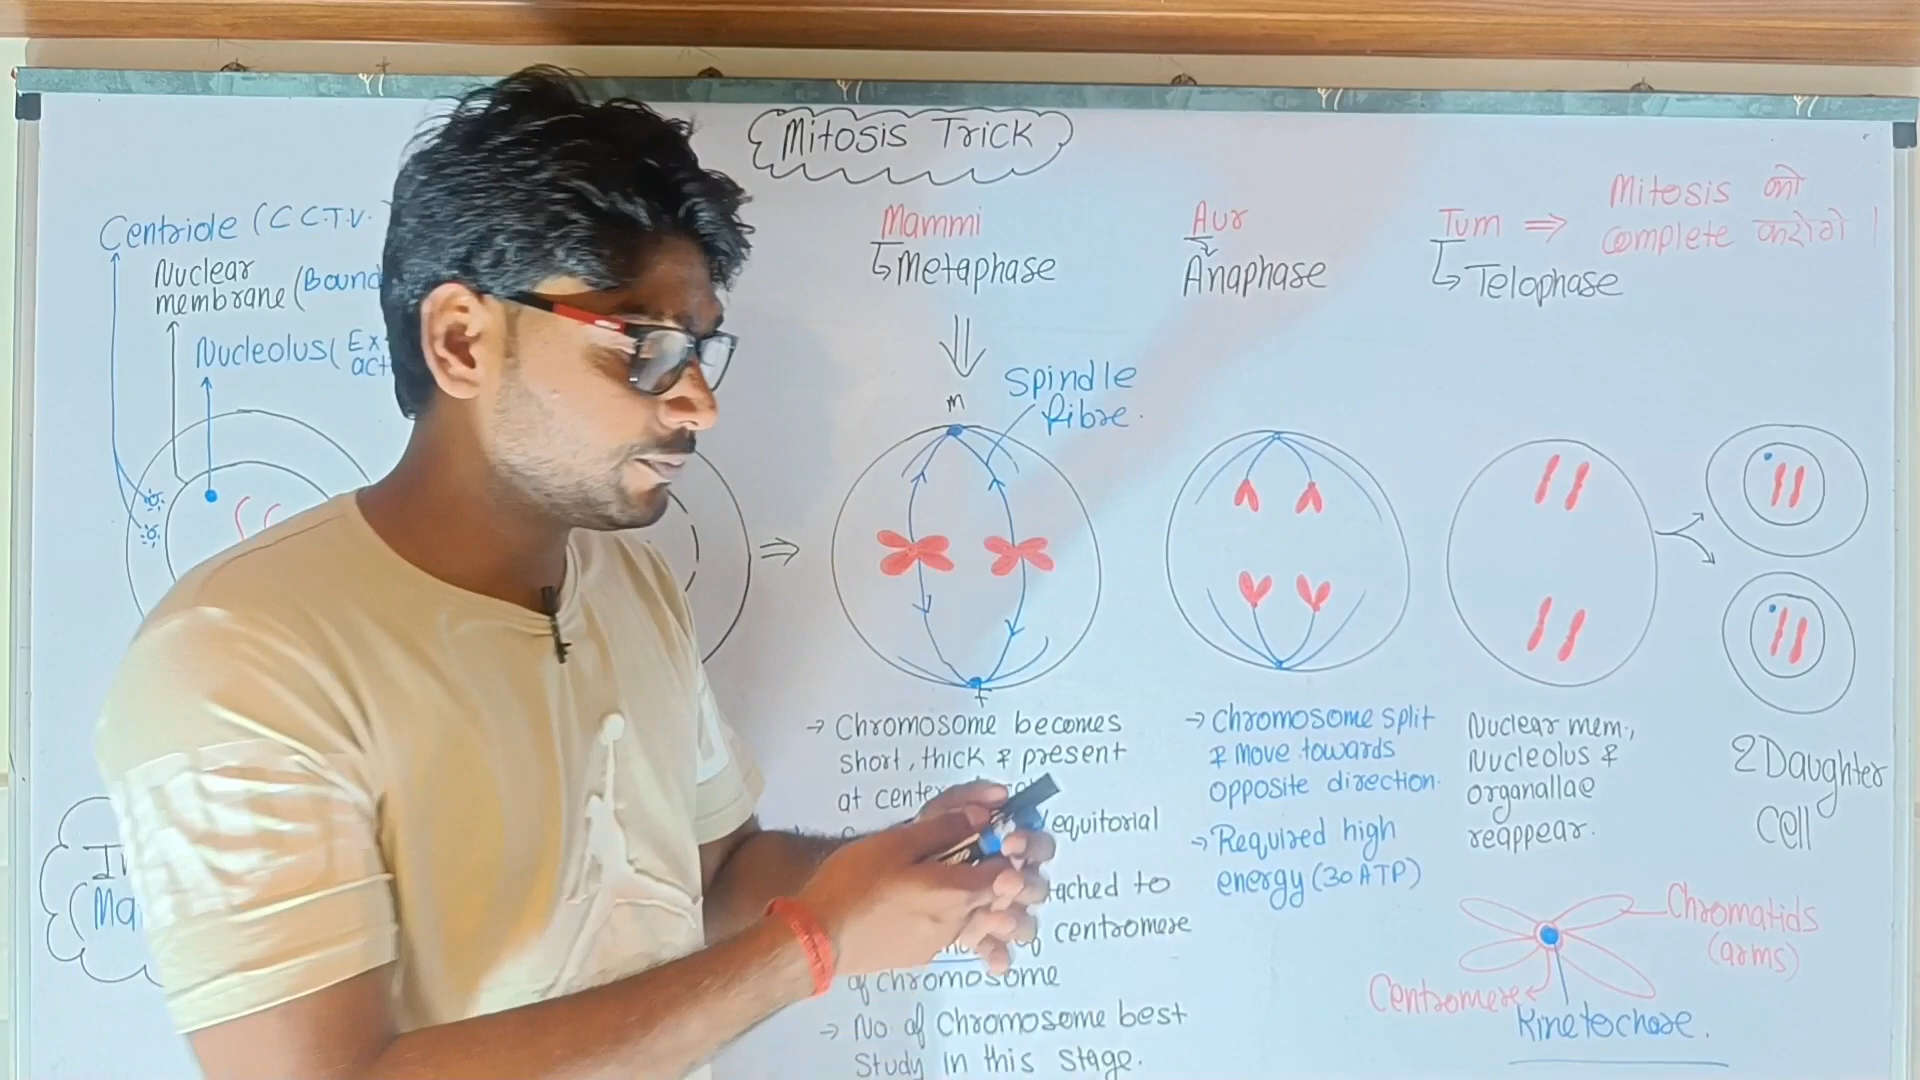 Mitosis Trick
Centriole (C.C.T.V.
Nuclear
membrane (Bound
Nucleolus (Ex
act
Mammi
Metaphase
Aur
Anaphase
Tum ⇒ Mitosis को
complete करोगे ।
Telophase
m
Spindle
fibre.
f
→ Chromosome becomes
short, thick & present
at cente
equitorial
tached to
of centromere
of chromosome
→ No. of Chromosome best
Study in this stage.
→ Chromosome split
& move towards
opposite direction.
→ Required high
energy (30 ATP)
Nuclear mem.,
Nucleolus &
organallae
reappear.
2 Daughter
Cell
Chromatids
(arms)
Centromere
Kinetochore.